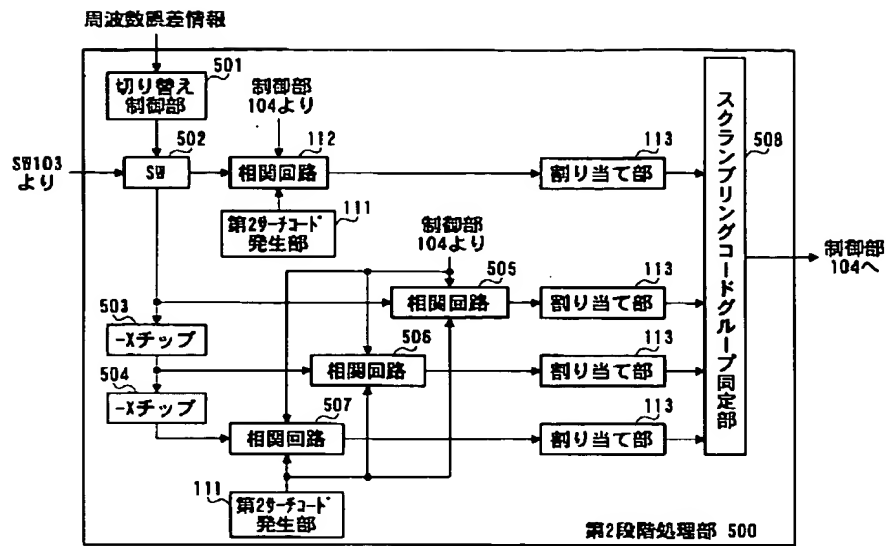 周波数誤差情報
501
切り替え
制御部
制御部
104より
502
112
113
508
SW103
より
SW
相関回路
割り当て部
スクランブリングコードグループ同定部
111
第2サーチコード
発生部
制御部
104より
505
113
制御部
104へ
相関回路
割り当て部
503
-Xチップ
506
113
相関回路
割り当て部
504
-Xチップ
507
113
相関回路
割り当て部
111
第2サーチコード
発生部
第2段階処理部 500